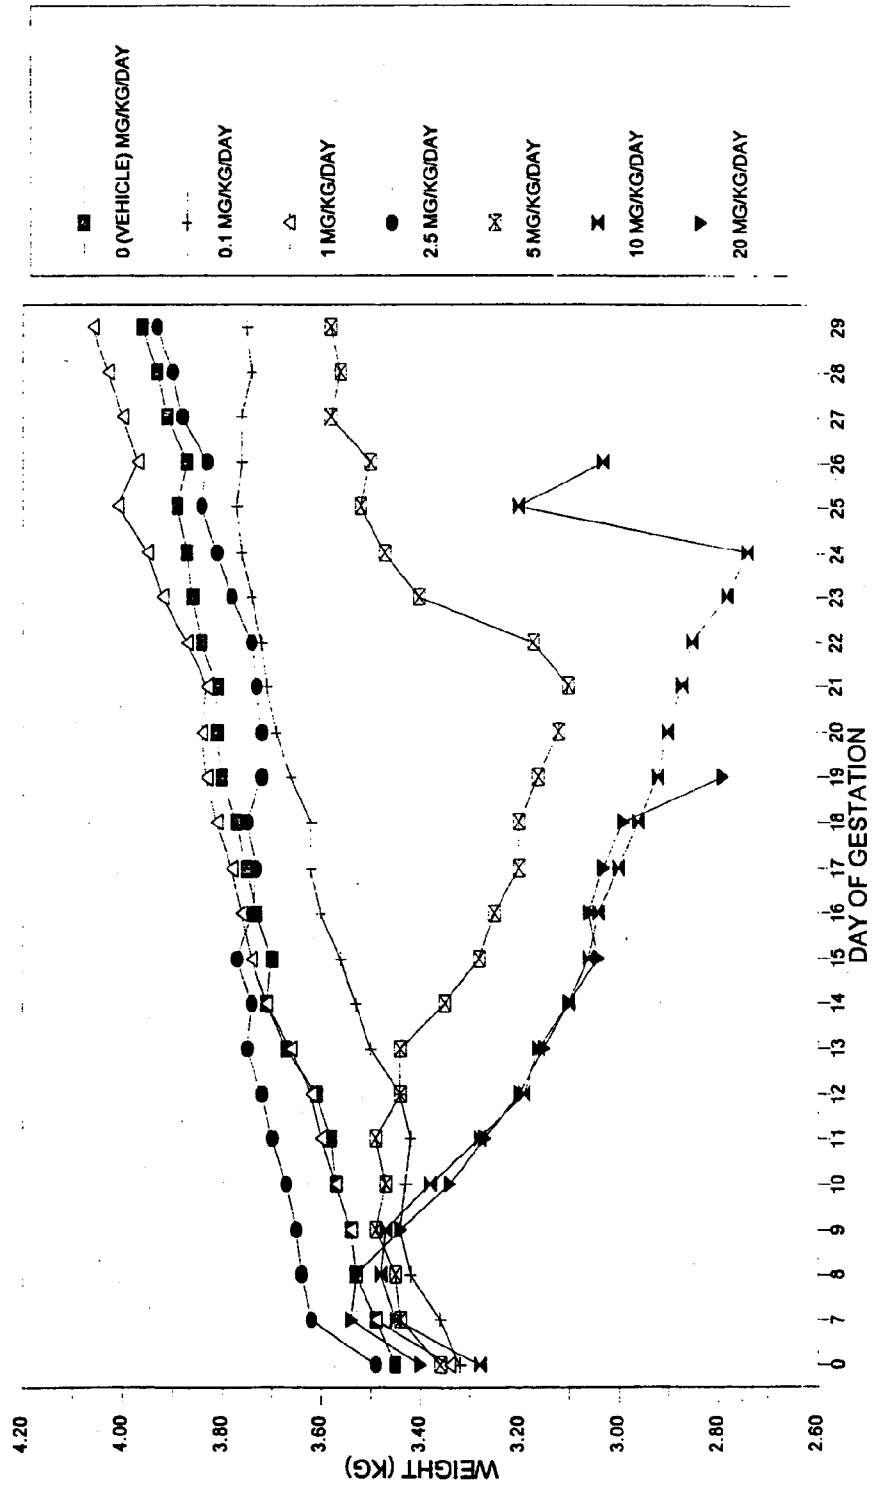 0 (VEHICLE) MG/KG/DAY
0.1 MG/KG/DAY
1 MG/KG/DAY
2.5 MG/KG/DAY
5 MG/KG/DAY
10 MG/KG/DAY
20 MG/KG/DAY
4.20
4.00
3.80
3.60
3.40
3.20
3.00
2.80
2.60
WEIGHT (KG)
0 7 8 9 10 11 12 13 14 15 16 17 18 19 20 21 22 23 24 25 26 27 28 29
DAY OF GESTATION